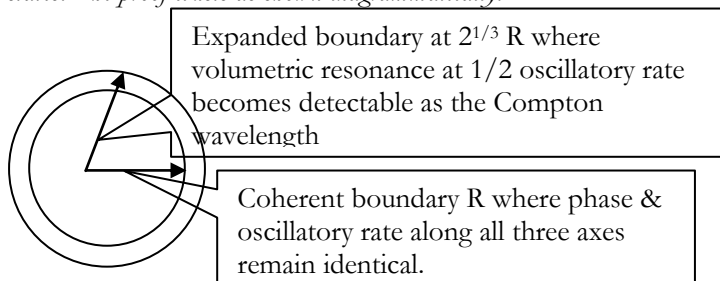 Expanded boundary at 2^1/3 R where
volumetric resonance at 1/2 oscillatory rate
becomes detectable as the Compton
wavelength
Coherent boundary R where phase &
oscillatory rate along all three axes
remain identical.